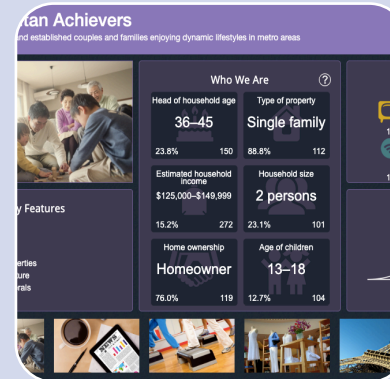 tan Achievers
and established couples and families enjoying dynamic lifestyles in metro areas
Who We Are ?
Head of household age
36–45
23.8% 150
Type of property
Single family
88.8% 112
Estimated household
income
$125,000–$149,999
15.2% 272
Household size
2 persons
23.1% 101
Home ownership
Homeowner
76.0% 119
Age of children
13–18
12.7% 104
y Features
erties
ture
erals